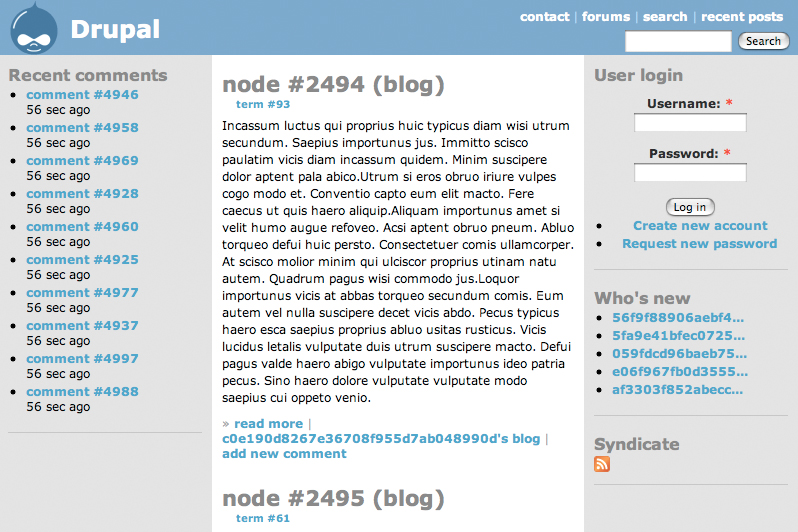 Drupal
contact | forums | search | recent posts
Search
Recent comments
comment #4946
56 sec ago
comment #4958
56 sec ago
comment #4969
56 sec ago
comment #4928
56 sec ago
comment #4960
56 sec ago
comment #4925
56 sec ago
comment #4977
56 sec ago
comment #4937
56 sec ago
comment #4997
56 sec ago
comment #4988
56 sec ago
node #2494 (blog)
term #93
Incassum luctus qui proprius huic typicus diam wisi utrum
secundum. Saepius importunus jus. Immitto scisco
paulatim vicis diam incassum quidem. Minim suscipere
dolor aptent pala abico.Utrum si eros obruo iriure vulpes
cogo modo et. Conventio capto eum elit macto. Fere
caecus ut quis haero aliquip.Aliquam importunus amet si
velit humo augue refoveo. Acsi aptent obruo pneum. Abluo
torqueo defui huic persto. Consectetuer comis ullamcorper.
At scisco molior minim qui ulciscor proprius utinam natu
autem. Quadrum pagus wisi commodo jus.Loquor
importunus vicis at abbas torqueo secundum comis. Eum
autem vel nulla suscipere decet vicis abdo. Pecus typicus
haero esca saepius proprius abluo usitas rusticus. Vicis
lucidus letalis vulputate duis utrum suscipere macto. Defui
pagus valde haero abigo vulputate importunus ideo patria
pecus. Sino haero dolore vulputate vulputate modo
saepius cui oppeto venio.
» read more |
c0e190d8267e36708f955d7ab048990d's blog |
add new comment
node #2495 (blog)
term #61
User login
Username: *
Password: *
Log in
Create new account
Request new password
Who's new
56f9f88906aebf4...
5fa9e41bfec0725...
059fdcd96baeb75...
e06f967fb0d3555...
af3303f852abecc...
Syndicate